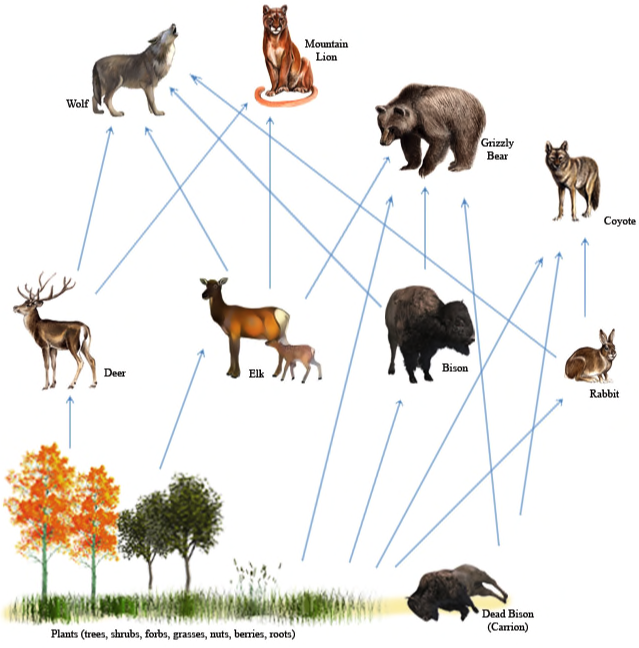 Mountain
Lion
Wolf
Grizzly
Bear
Coyote
Deer
Elk
Bison
Rabbit
Dead Bison
(Carrion)
Plants (trees, shrubs, forbs, grasses, nuts, berries, roots)